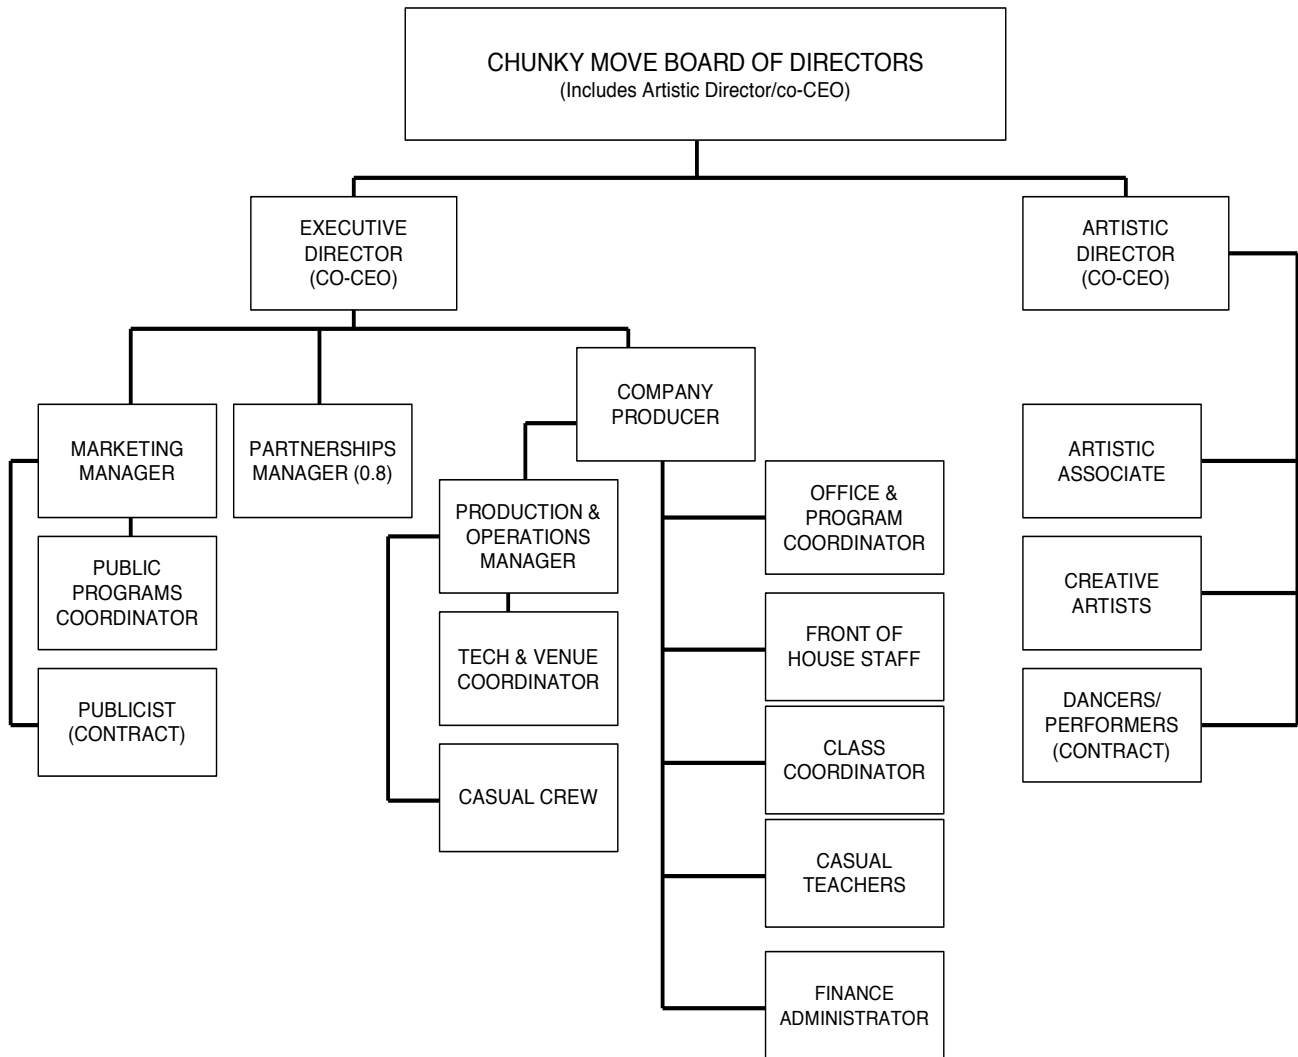 CHUNKY MOVE BOARD OF DIRECTORS
(Includes Artistic Director/co-CEO)
EXECUTIVE
DIRECTOR
(CO-CEO)
ARTISTIC
DIRECTOR
(CO-CEO)
COMPANY
PRODUCER
MARKETING
MANAGER
PARTNERSHIPS
MANAGER (0.8)
ARTISTIC
ASSOCIATE
PRODUCTION &
OPERATIONS
MANAGER
OFFICE &
PROGRAM
COORDINATOR
PUBLIC
PROGRAMS
COORDINATOR
CREATIVE
ARTISTS
TECH & VENUE
COORDINATOR
FRONT OF
HOUSE STAFF
PUBLICIST
(CONTRACT)
DANCERS/
PERFORMERS
(CONTRACT)
CLASS
COORDINATOR
CASUAL CREW
CASUAL
TEACHERS
FINANCE
ADMINISTRATOR